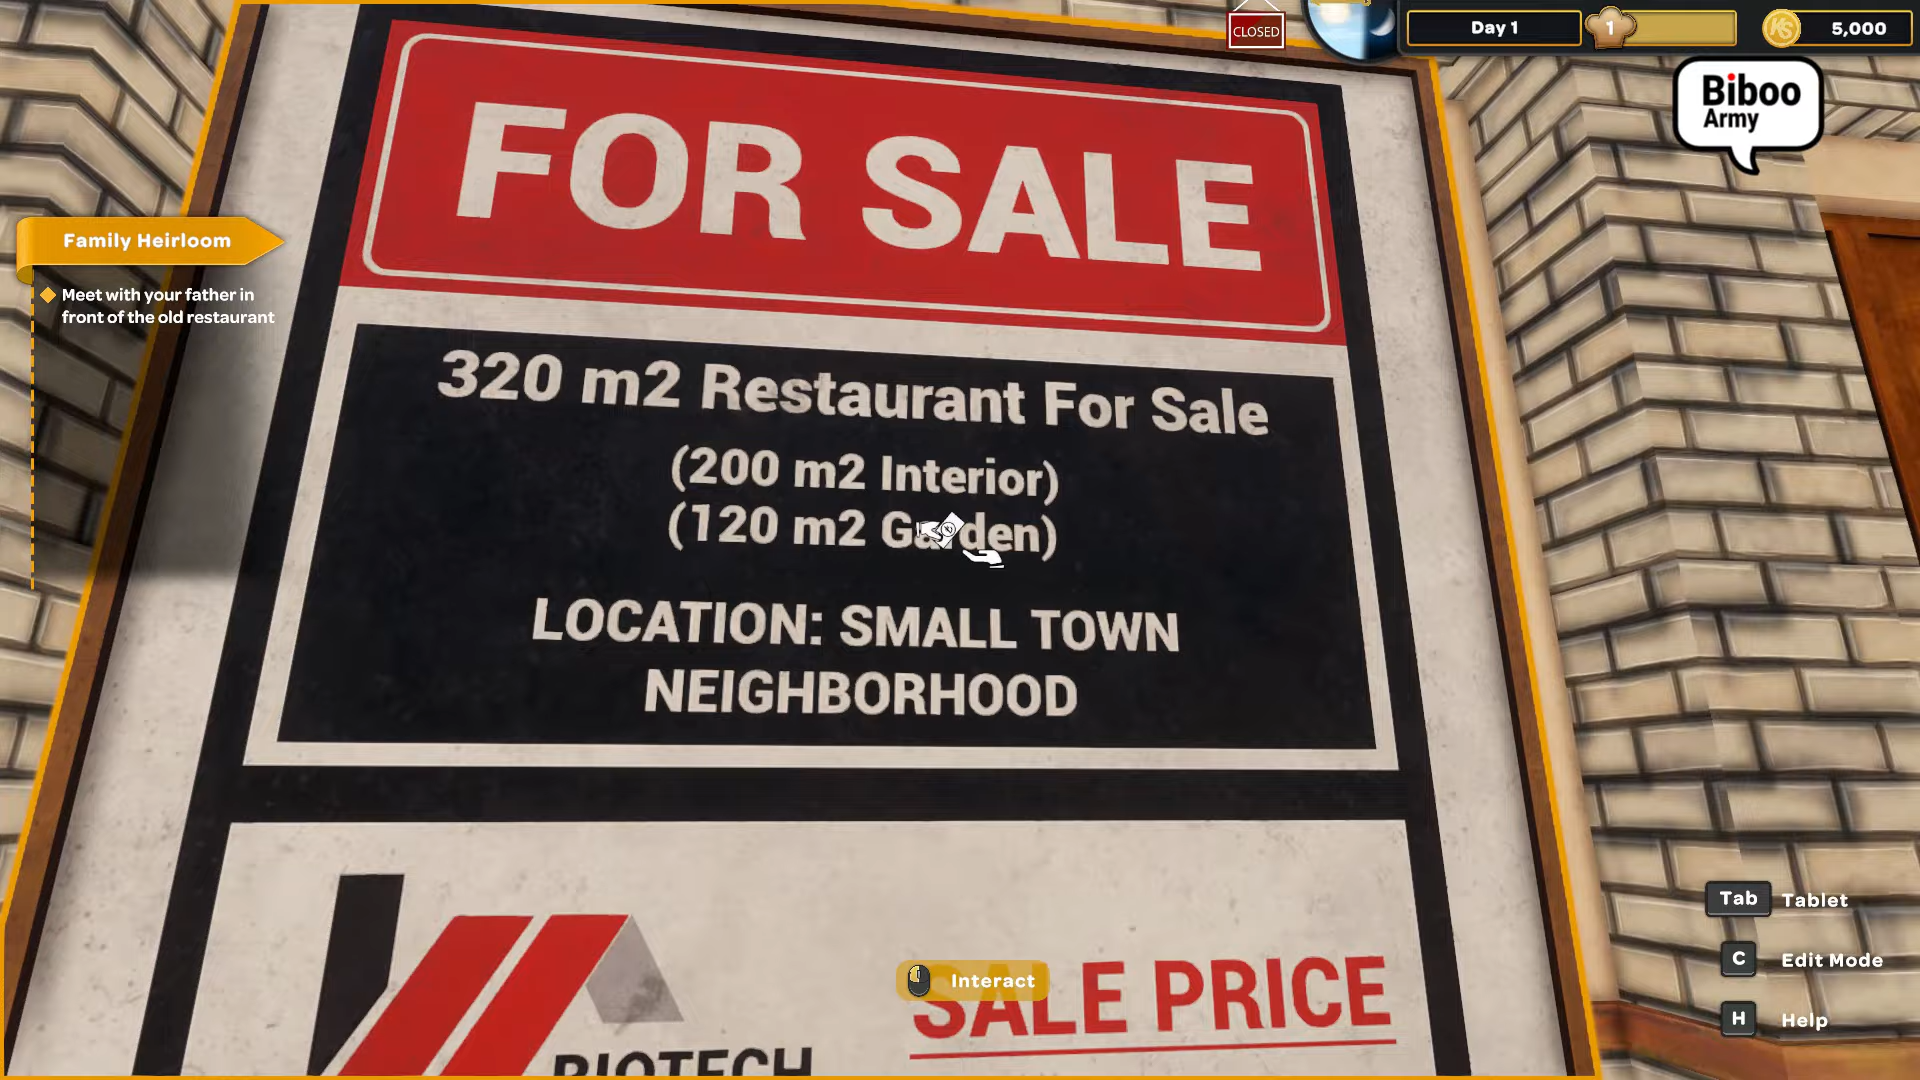 CLOSED
Day 1
1
5,000
Biboo
Army
FOR SALE
Family Heirloom
Meet with your father in
front of the old restaurant
320 m2 Restaurant For Sale
(200 m2 Interior)
(120 m2 Garden)
LOCATION: SMALL TOWN
NEIGHBORHOOD
Tab Tablet
C Edit Mode
H Help
Interact
SALE PRICE
BIOTECH